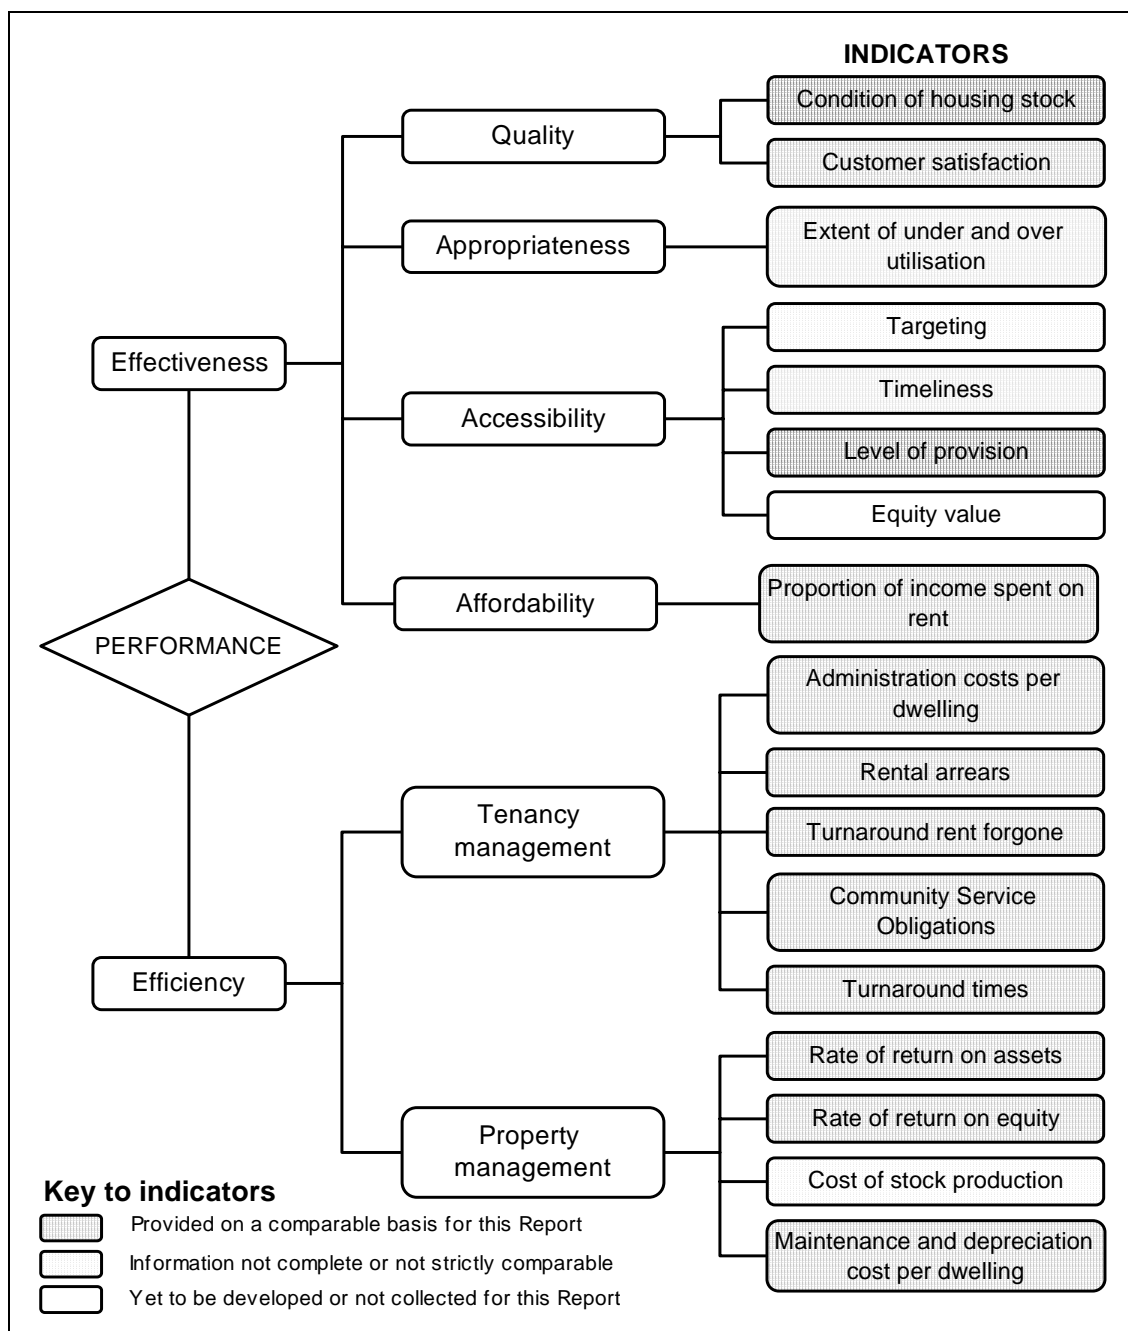 INDICATORS
Quality
Condition of housing stock
Customer satisfaction
Appropriateness
Extent of under and over
utilisation
Effectiveness
Accessibility
Targeting
Timeliness
Level of provision
Equity value
Affordability
Proportion of income spent on
rent
PERFORMANCE
Efficiency
Tenancy
management
Administration costs per
dwelling
Rental arrears
Turnaround rent forgone
Community Service
Obligations
Turnaround times
Property
management
Rate of return on assets
Rate of return on equity
Cost of stock production
Maintenance and depreciation
cost per dwelling
Key to indicators
Provided on a comparable basis for this Report
Information not complete or not strictly comparable
Yet to be developed or not collected for this Report